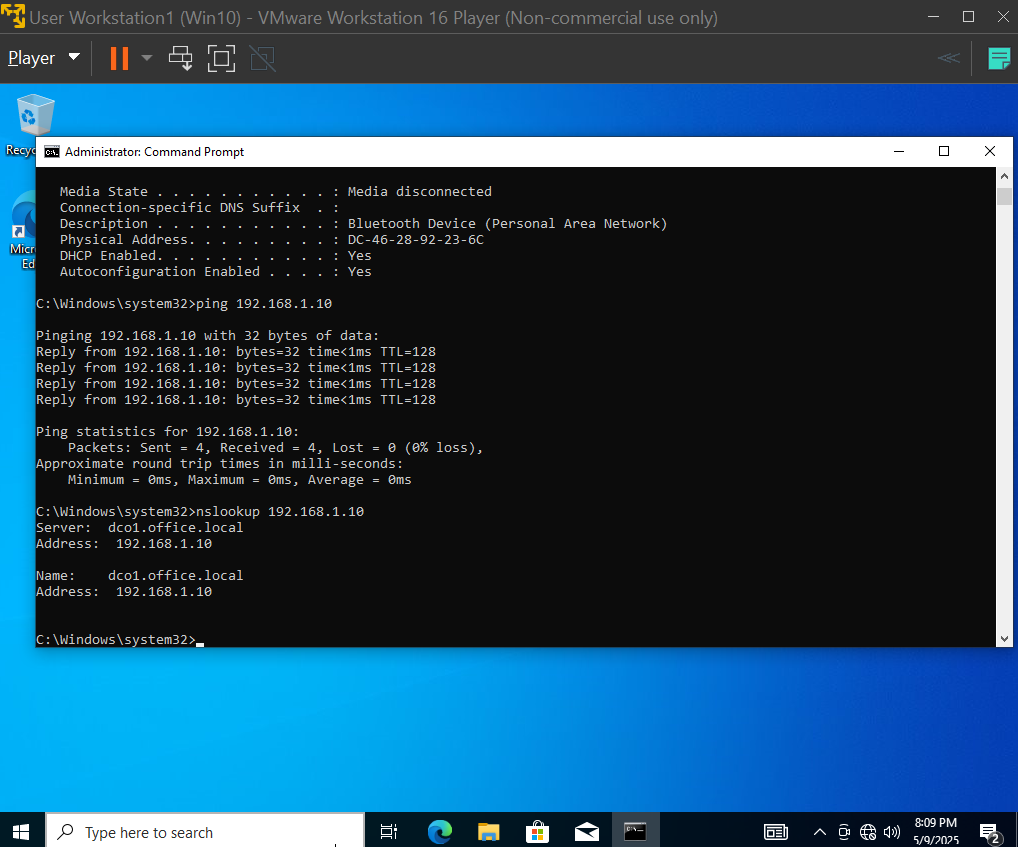 User Workstation1 (Win10) - VMware Workstation 16 Player (Non-commercial use only)
Player
Administrator: Command Prompt
   Media State . . . . . . . . . . . : Media disconnected
   Connection-specific DNS Suffix  . :
   Description . . . . . . . . . . . : Bluetooth Device (Personal Area Network)
   Physical Address. . . . . . . . . : DC-46-28-92-23-6C
   DHCP Enabled. . . . . . . . . . . : Yes
   Autoconfiguration Enabled . . . . : Yes
C:\Windows\system32>ping 192.168.1.10
Pinging 192.168.1.10 with 32 bytes of data:
Reply from 192.168.1.10: bytes=32 time<1ms TTL=128
Reply from 192.168.1.10: bytes=32 time<1ms TTL=128
Reply from 192.168.1.10: bytes=32 time<1ms TTL=128
Reply from 192.168.1.10: bytes=32 time<1ms TTL=128
Ping statistics for 192.168.1.10:
    Packets: Sent = 4, Received = 4, Lost = 0 (0% loss),
Approximate round trip times in milli-seconds:
    Minimum = 0ms, Maximum = 0ms, Average = 0ms
C:\Windows\system32>nslookup 192.168.1.10
Server:  dco1.office.local
Address:  192.168.1.10
Name:    dco1.office.local
Address:  192.168.1.10
C:\Windows\system32>
Type here to search
8:09 PM
5/9/2025
2